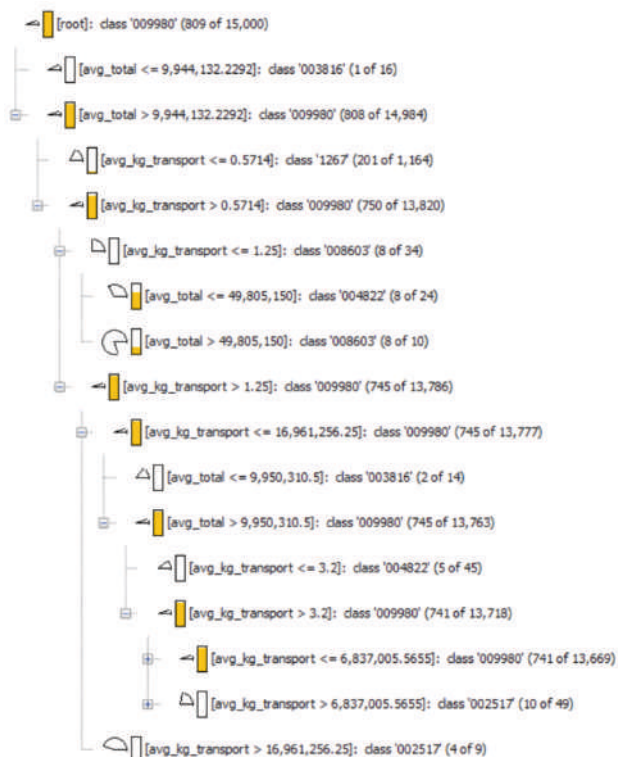 [root]: class '009980' (809 of 15,000)
[avg_total <= 9,944,132.2292]: class '003816' (1 of 16)
[avg_total > 9,944,132.2292]: class '009980' (808 of 14,984)
[avg_kg_transport <= 0.5714]: class '1267' (201 of 1,164)
[avg_kg_transport > 0.5714]: class '009980' (750 of 13,820)
[avg_kg_transport <= 1.25]: class '008603' (8 of 34)
[avg_total <= 49,805,150]: class '004822' (8 of 24)
[avg_total > 49,805,150]: class '008603' (8 of 10)
[avg_kg_transport > 1.25]: class '009980' (745 of 13,786)
[avg_kg_transport <= 16,961,256.25]: class '009980' (745 of 13,777)
[avg_total <= 9,950,310.5]: class '003816' (2 of 14)
[avg_total > 9,950,310.5]: class '009980' (745 of 13,763)
[avg_kg_transport <= 3.2]: class '004822' (5 of 45)
[avg_kg_transport > 3.2]: class '009980' (741 of 13,718)
[avg_kg_transport <= 6,837,005.5655]: class '009980' (741 of 13,669)
[avg_kg_transport > 6,837,005.5655]: class '002517' (10 of 49)
[avg_kg_transport > 16,961,256.25]: class '002517' (4 of 9)